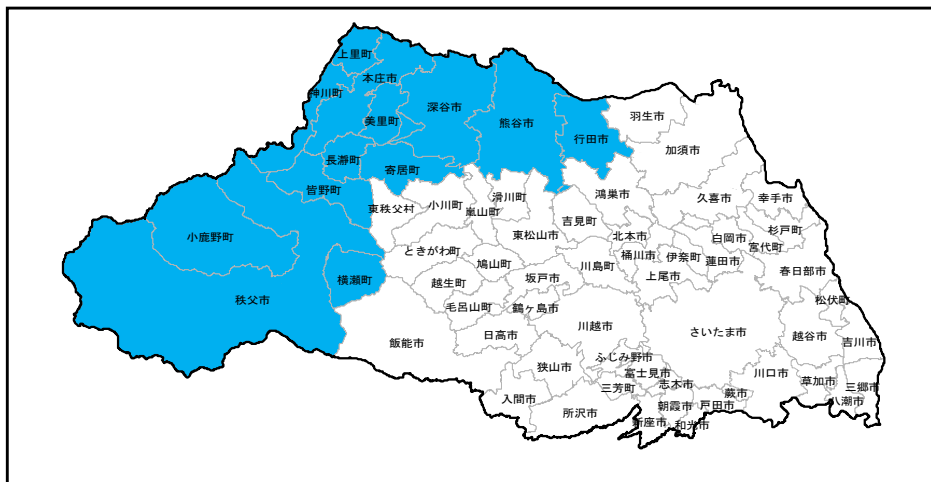 上里町
本庄市
神川町
美里町
深谷市
熊谷市
行田市
羽生市
加須市
長瀞町
寄居町
皆野町
東秩父村
小川町
嵐山町
滑川町
吉見町
鴻巣市
久喜市
幸手市
小鹿野町
ときがわ町
東松山市
北本市
桶川市
伊奈町
白岡市
蓮田市
宮代町
杉戸町
横瀬町
秩父市
越生町
鳩山町
坂戸市
川島町
上尾市
春日部市
毛呂山町
鶴ヶ島市
川越市
さいたま市
松伏町
飯能市
日高市
越谷市
吉川市
狭山市
ふじみ野市
富士見市
三芳町
志木市
川口市
草加市
三郷市
八潮市
入間市
所沢市
新座市
朝霞市
和光市
戸田市
蕨市